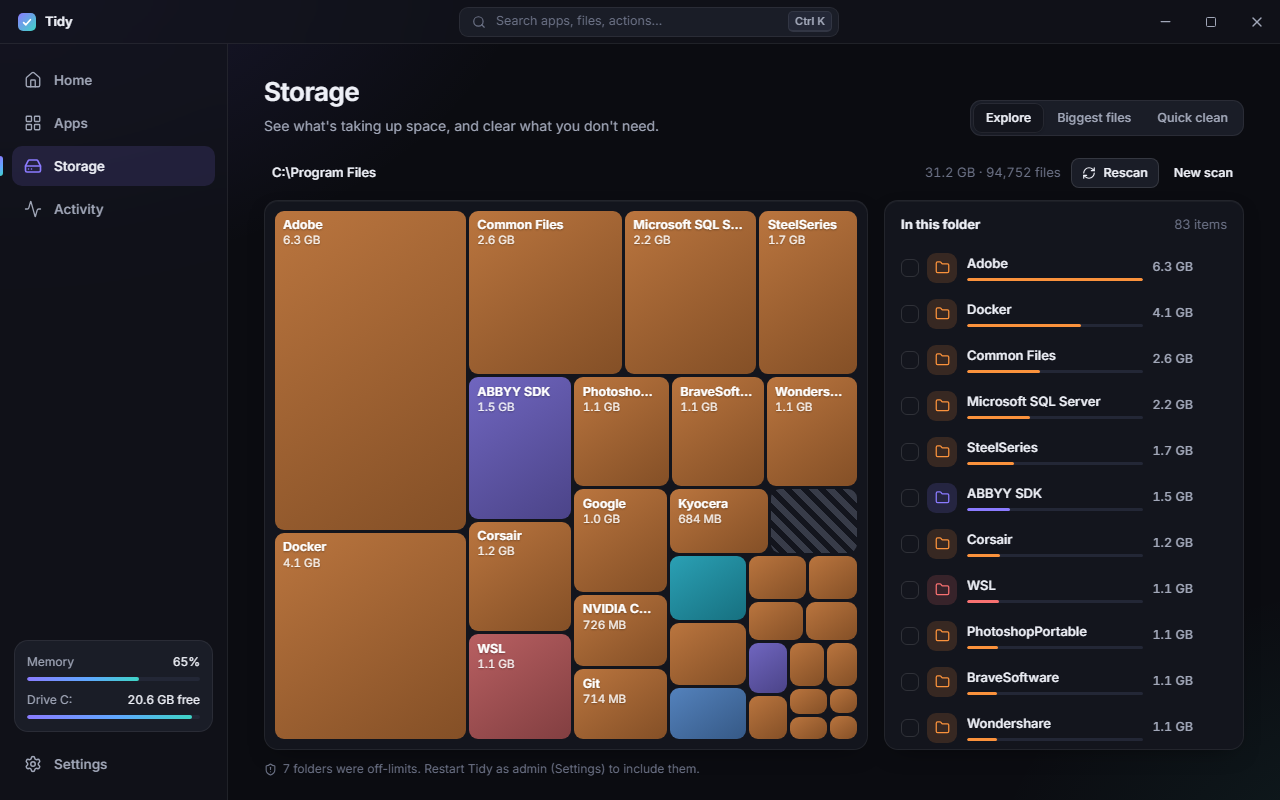 Tidy
Search apps, files, actions...
Ctrl K
Home
Apps
Storage
Activity
Memory
65%
Drive C:
20.6 GB free
Settings
Storage
See what's taking up space, and clear what you don't need.
Explore
Biggest files
Quick clean
C:\Program Files
31.2 GB · 94,752 files
Rescan
New scan
Adobe
6.3 GB
Common Files
2.6 GB
Microsoft SQL S...
2.2 GB
SteelSeries
1.7 GB
ABBYY SDK
1.5 GB
Photosho...
1.1 GB
BraveSoft...
1.1 GB
Wonders...
1.1 GB
Google
1.0 GB
Kyocera
684 MB
Docker
4.1 GB
Corsair
1.2 GB
NVIDIA C...
726 MB
WSL
1.1 GB
Git
714 MB
In this folder
83 items
Adobe
6.3 GB
Docker
4.1 GB
Common Files
2.6 GB
Microsoft SQL Server
2.2 GB
SteelSeries
1.7 GB
ABBYY SDK
1.5 GB
Corsair
1.2 GB
WSL
1.1 GB
PhotoshopPortable
1.1 GB
BraveSoftware
1.1 GB
Wondershare
1.1 GB
7 folders were off-limits. Restart Tidy as admin (Settings) to include them.